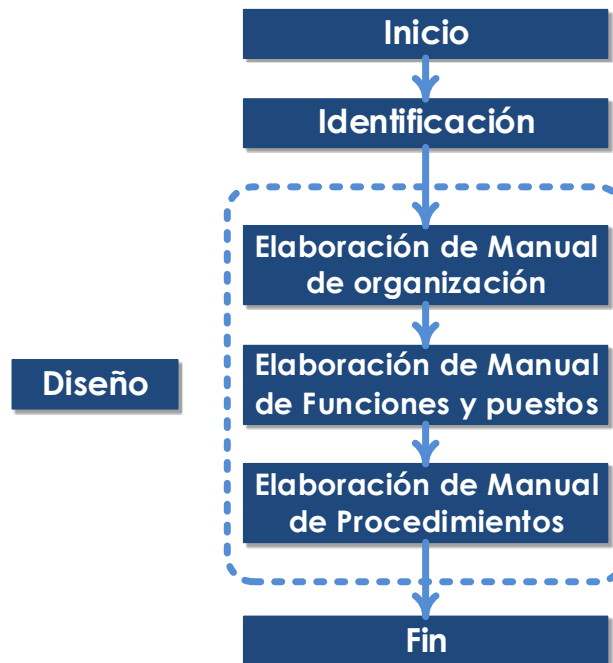 Inicio
Identificación
Elaboración de Manual
de organización
Diseño
Elaboración de Manual
de Funciones y puestos
Elaboración de Manual
de Procedimientos
Fin